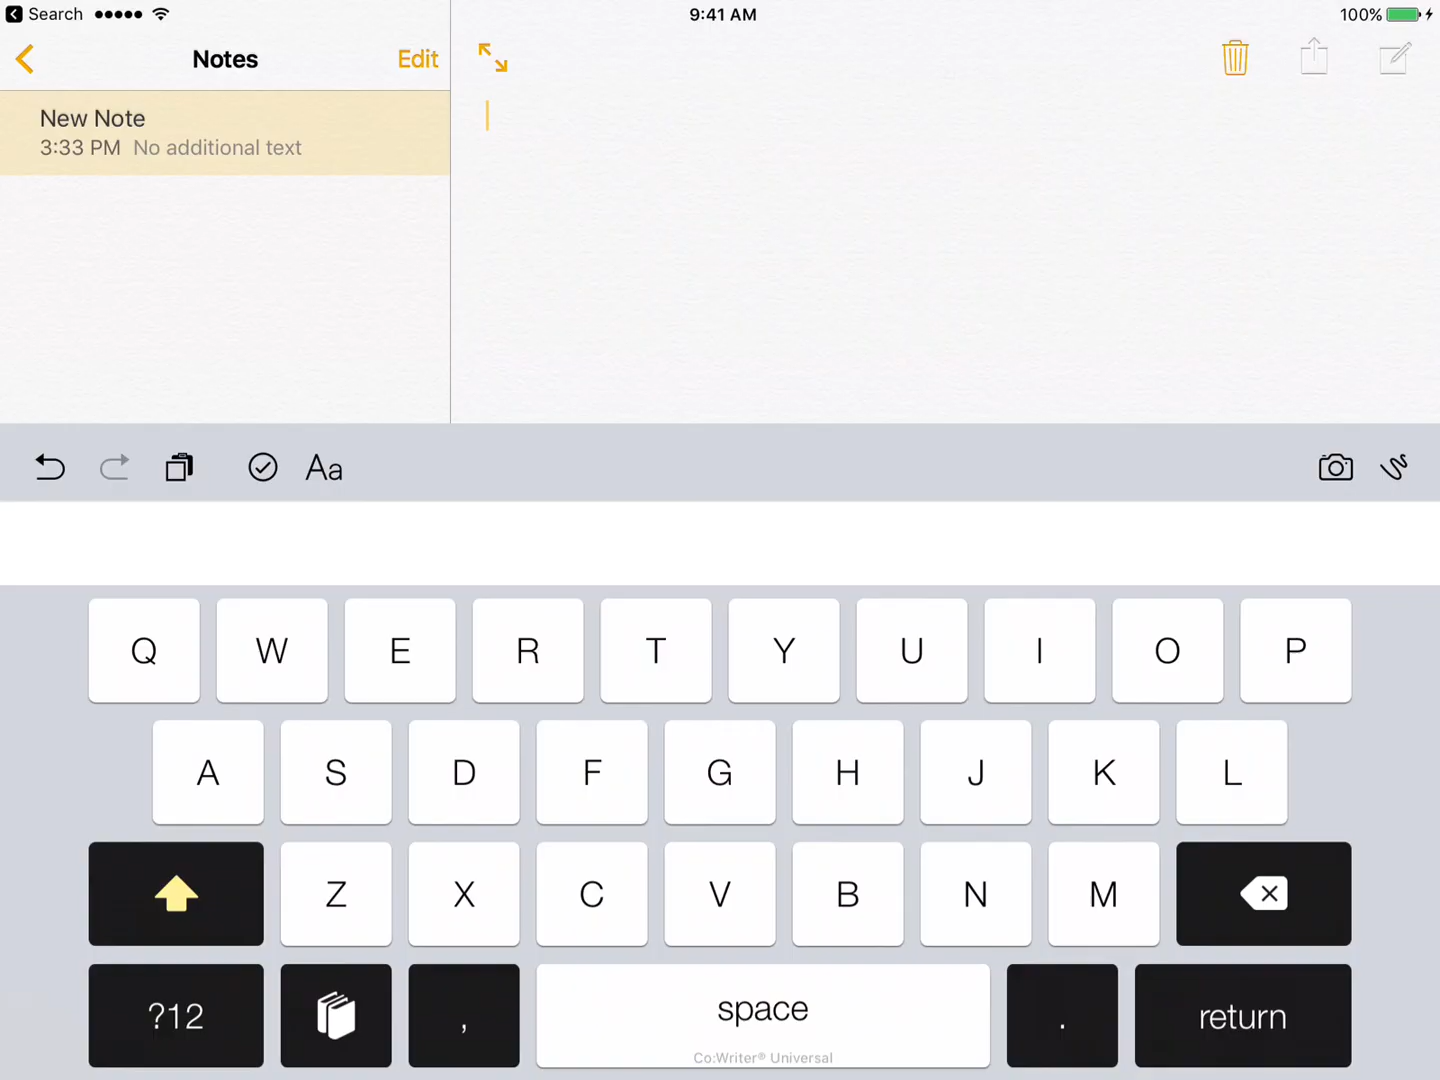 Search 9:41 AM 100%
Notes Edit
New Note
3:33 PM No additional text
Aa
Q W E R T Y U I O P
A S D F G H J K L
Z X C V B N M
?12 , space . return
Co:Writer® Universal